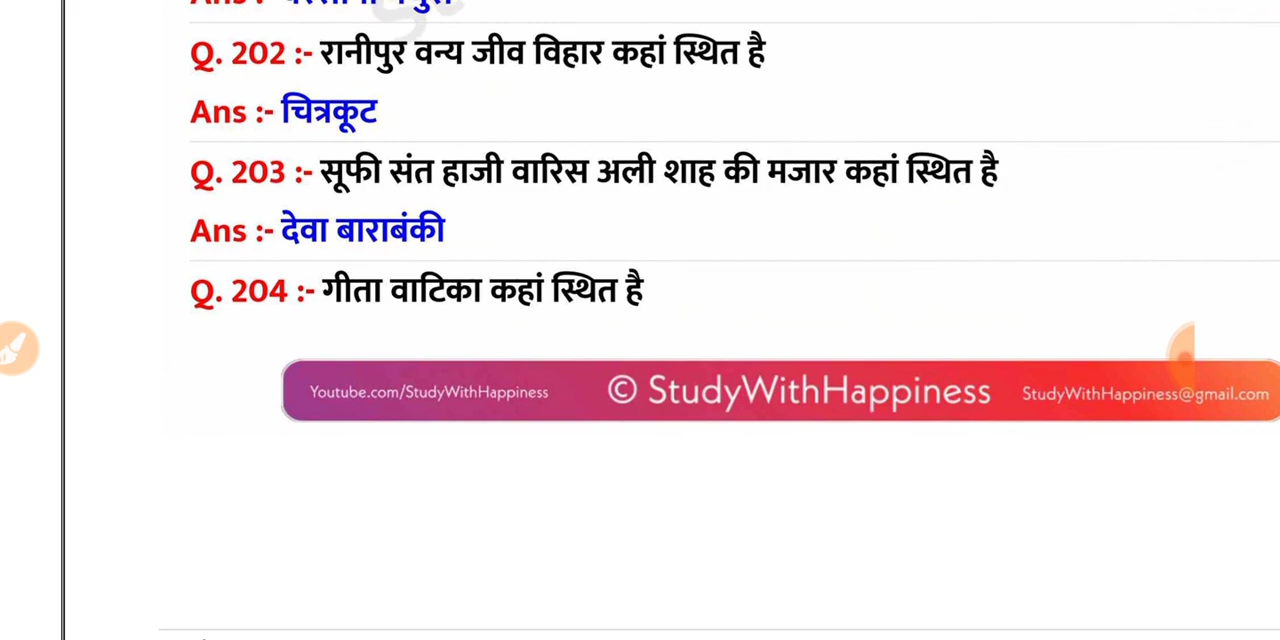 Q. 202 :- रानीपुर वन्य जीव विहार कहां स्थित है
Ans :- चित्रकूट
Q. 203 :- सूफी संत हाजी वारिस अली शाह की मजार कहां स्थित है
Ans :- देवा बाराबंकी
Q. 204 :- गीता वाटिका कहां स्थित है
Youtube.com/StudyWithHappiness © StudyWithHappiness StudyWithHappiness@gmail.com